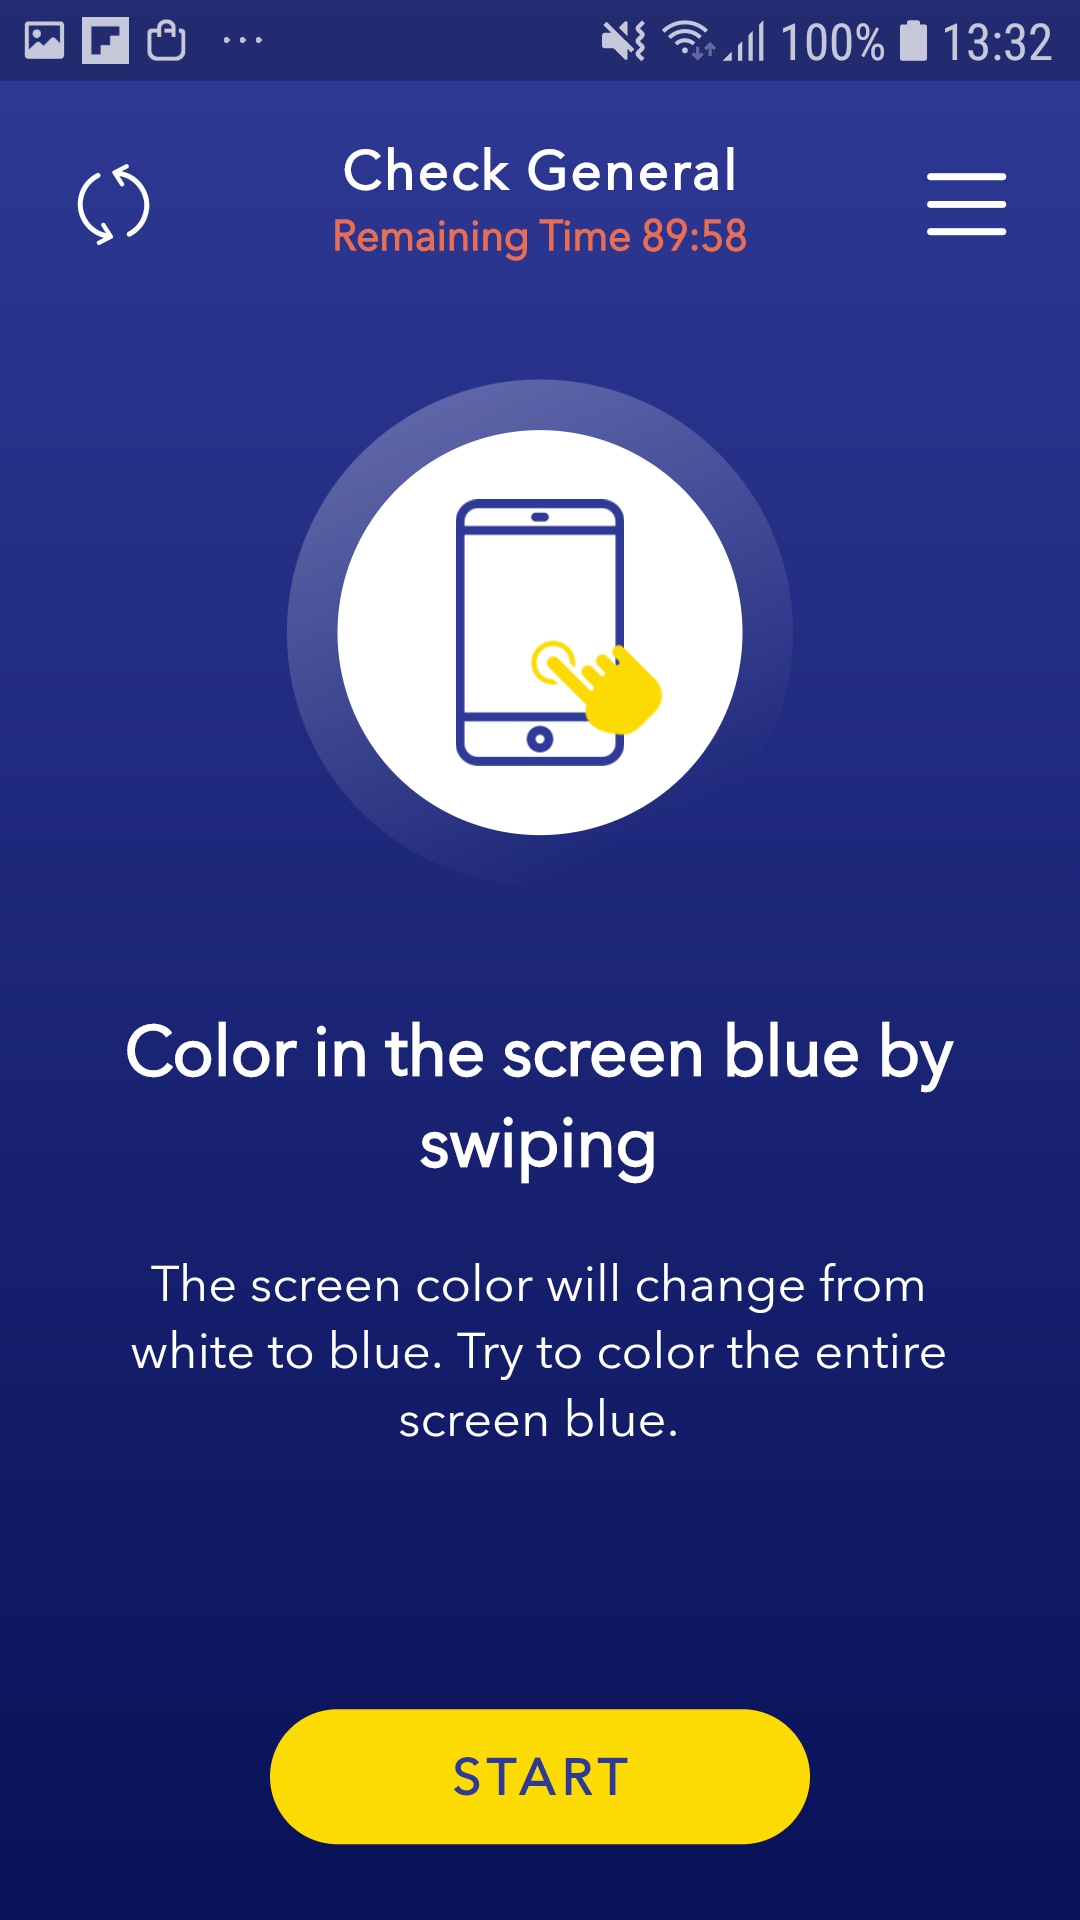 100% 13:32
Check General
Remaining Time 89:58
Color in the screen blue by
swiping
The screen color will change from
white to blue. Try to color the entire
screen blue.
START